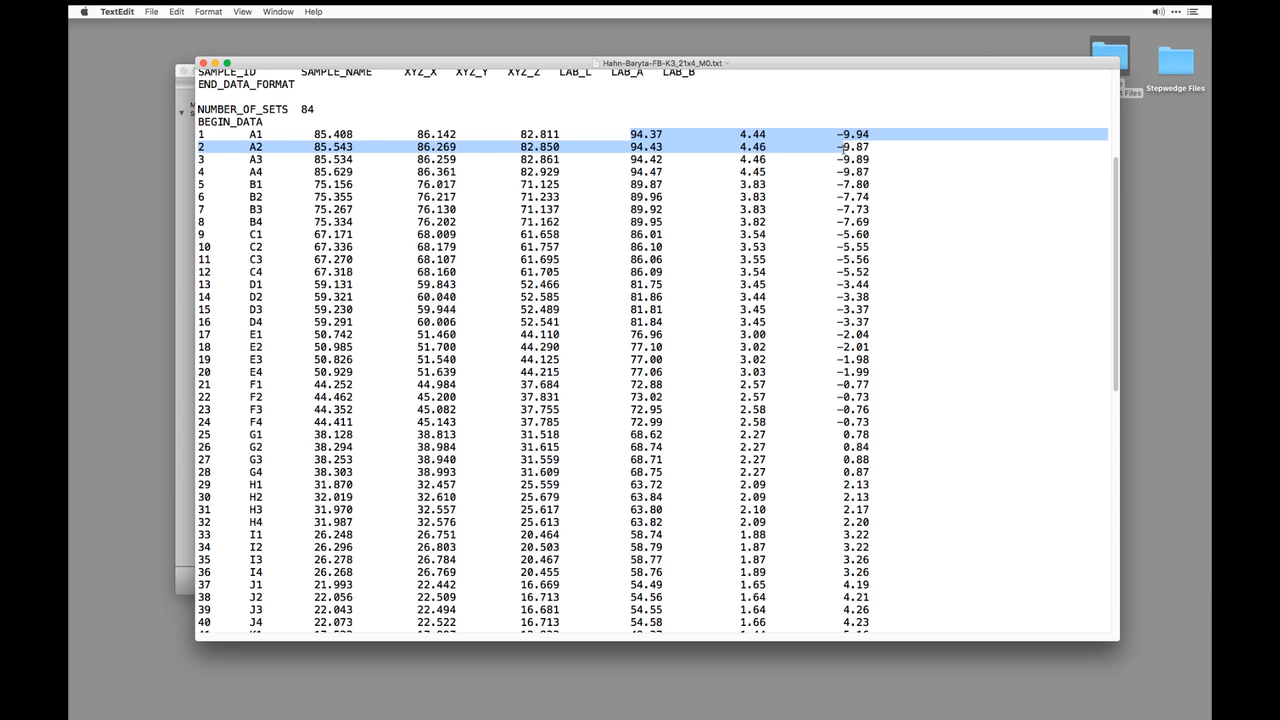 TextEdit File Edit Format View Window Help
Hahn-Baryta-FB-K3_21x4_M0.txt
Files
Stepwedge Files
SAMPLE_ID SAMPLE_NAME XYZ_X XYZ_Y XYZ_Z LAB_L LAB_A LAB_B
END_DATA_FORMAT
NUMBER_OF_SETS 84
BEGIN_DATA
1 A1 85.408 86.142 82.811 94.37 4.44 -9.94
2 A2 85.543 86.269 82.850 94.43 4.46 -9.87
3 A3 85.534 86.259 82.861 94.42 4.46 -9.89
4 A4 85.629 86.361 82.929 94.47 4.45 -9.87
5 B1 75.156 76.017 71.125 89.87 3.83 -7.80
6 B2 75.355 76.217 71.233 89.96 3.83 -7.74
7 B3 75.267 76.130 71.137 89.92 3.83 -7.73
8 B4 75.334 76.202 71.162 89.95 3.82 -7.69
9 C1 67.171 68.009 61.658 86.01 3.54 -5.60
10 C2 67.336 68.179 61.757 86.10 3.53 -5.55
11 C3 67.270 68.107 61.695 86.06 3.55 -5.56
12 C4 67.318 68.160 61.705 86.09 3.54 -5.52
13 D1 59.131 59.843 52.466 81.75 3.45 -3.44
14 D2 59.321 60.040 52.585 81.86 3.44 -3.38
15 D3 59.230 59.944 52.489 81.81 3.45 -3.37
16 D4 59.291 60.006 52.541 81.84 3.45 -3.37
17 E1 50.742 51.460 44.110 76.96 3.00 -2.04
18 E2 50.985 51.700 44.290 77.10 3.02 -2.01
19 E3 50.826 51.540 44.125 77.00 3.02 -1.98
20 E4 50.929 51.639 44.215 77.06 3.03 -1.99
21 F1 44.252 44.984 37.684 72.88 2.57 -0.77
22 F2 44.462 45.200 37.831 73.02 2.57 -0.73
23 F3 44.352 45.082 37.755 72.95 2.58 -0.76
24 F4 44.411 45.143 37.785 72.99 2.58 -0.73
25 G1 38.128 38.813 31.518 68.62 2.27 0.78
26 G2 38.294 38.984 31.615 68.74 2.27 0.84
27 G3 38.253 38.940 31.559 68.71 2.27 0.88
28 G4 38.303 38.993 31.609 68.75 2.27 0.87
29 H1 31.870 32.457 25.559 63.72 2.09 2.13
30 H2 32.019 32.610 25.679 63.84 2.09 2.13
31 H3 31.970 32.557 25.613 63.80 2.10 2.17
32 H4 31.987 32.576 25.613 63.82 2.09 2.20
33 I1 26.248 26.751 20.464 58.74 1.88 3.22
34 I2 26.296 26.803 20.503 58.79 1.87 3.22
35 I3 26.278 26.784 20.467 58.77 1.87 3.26
36 I4 26.268 26.769 20.455 58.76 1.89 3.26
37 J1 21.993 22.442 16.669 54.49 1.65 4.19
38 J2 22.056 22.509 16.713 54.56 1.64 4.21
39 J3 22.043 22.494 16.681 54.55 1.64 4.26
40 J4 22.073 22.522 16.713 54.58 1.66 4.23